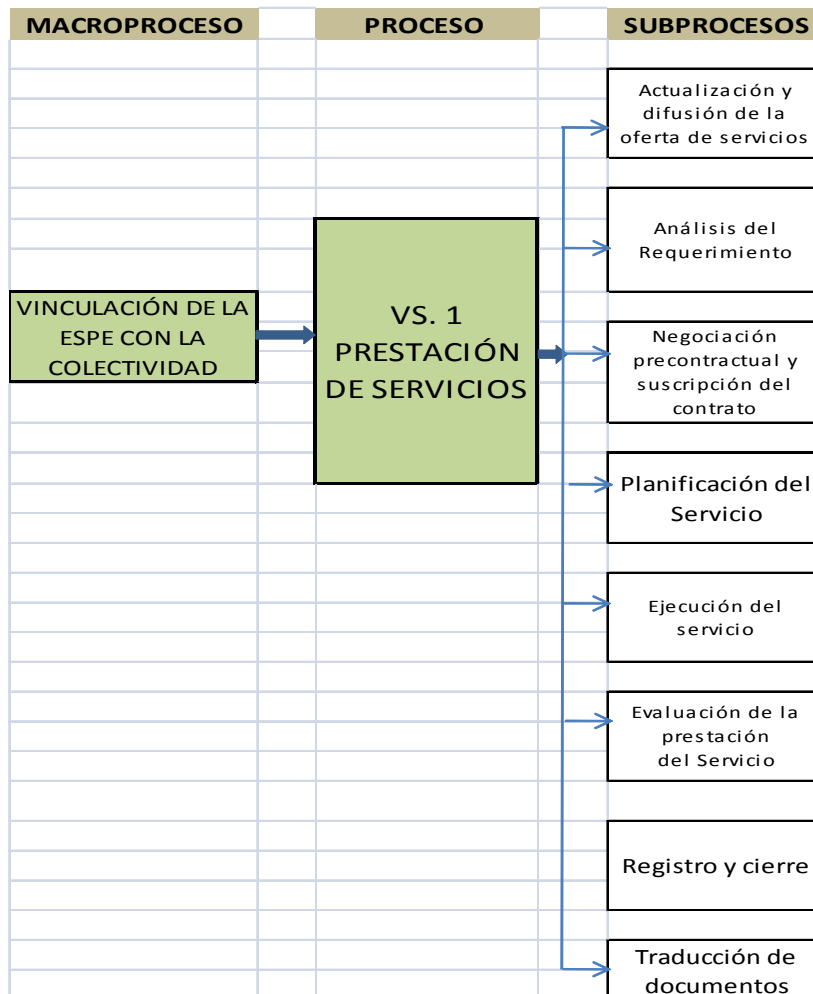 MACROPROCESO
PROCESO
SUBPROCESOS
VINCULACIÓN DE LA
ESPE CON LA
COLECTIVIDAD
VS. 1
PRESTACIÓN
DE SERVICIOS
Actualización y
difusión de la
oferta de servicios
Análisis del
Requerimiento
Negociación
precontractual y
suscripción del
contrato
Planificación del
Servicio
Ejecución del
servicio
Evaluación de la
prestación
del Servicio
Registro y cierre
Traducción de
documentos